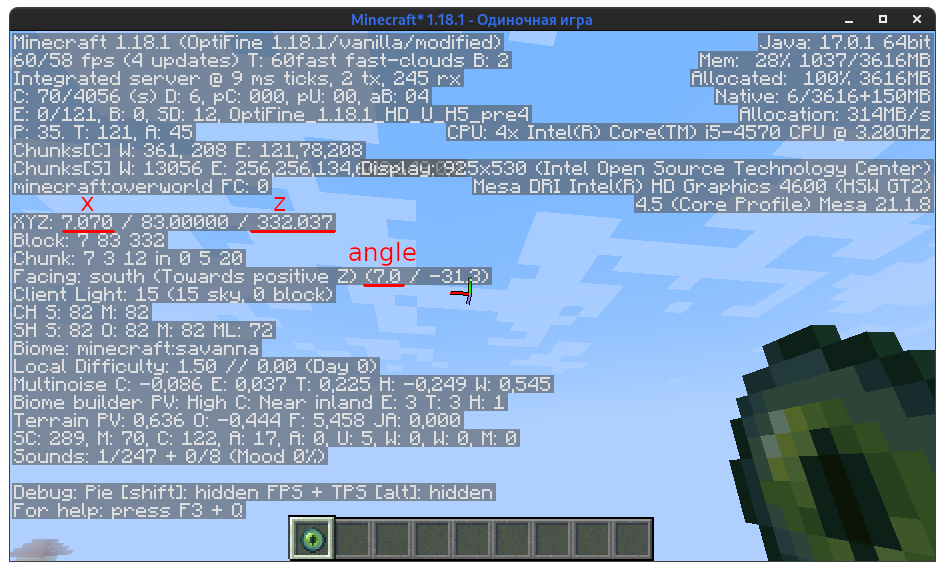 Minecraft* 1.18.1 - Одиночная игра
Minecraft 1.18.1 (OptiFine 1.18.1/vanilla/modified)
Java: 17.0.1 64bit
60/58 fps (4 updates) T: 60fast fast-clouds B: 2
Mem: 28% 1037/3616MB
Integrated server @ 9 ms ticks, 2 tx, 245 rx
Allocated: 100% 3616MB
C: 70/4056 (s) D: 6, pC: 000, pU: 00, aB: 04
Native: 6/3616+150MB
E: 0/121, B: 0, SD: 12, OptiFine_1.18.1_HD_U_H5_pre4
Allocation: 314MB/s
P: 35. T: 121, A: 45
CPU: 4x Intel(R) Core(TM) i5-4570 CPU @ 3.20GHz
Chunks[C] W: 361, 208 E: 121,78,208
Chunks[S] W: 13056 E: 256,256,134,
Display: 925x530 (Intel Open Source Technology Center)
minecraft:overworld FC: 0
Mesa DRI Intel(R) HD Graphics 4600 (HSW GT2)
4.5 (Core Profile) Mesa 21.1.8
x z
XYZ: 7.070 / 83.00000 / 332.037
Block: 7 83 332
angle
Chunk: 7 3 12 in 0 5 20
Facing: south (Towards positive Z) (7.0 / -31.3)
Client Light: 15 (15 sky, 0 block)
CH S: 82 M: 82
SH S: 82 O: 82 M: 82 ML: 72
Biome: minecraft:savanna
Local Difficulty: 1.50 // 0.00 (Day 0)
Multinoise C: -0,086 E: 0,037 T: 0,225 H: -0,249 W: 0,545
Biome builder PV: High C: Near inland E: 3 T: 3 H: 1
Terrain PV: 0,636 O: -0,444 F: 5,458 JA: 0,000
SC: 289, M: 70, C: 122, A: 17, A: 0, U: 5, W: 0, W: 0, M: 0
Sounds: 1/247 + 0/8 (Mood 0%)
Debug: Pie [shift]: hidden FPS + TPS [alt]: hidden
For help: press F3 + Q